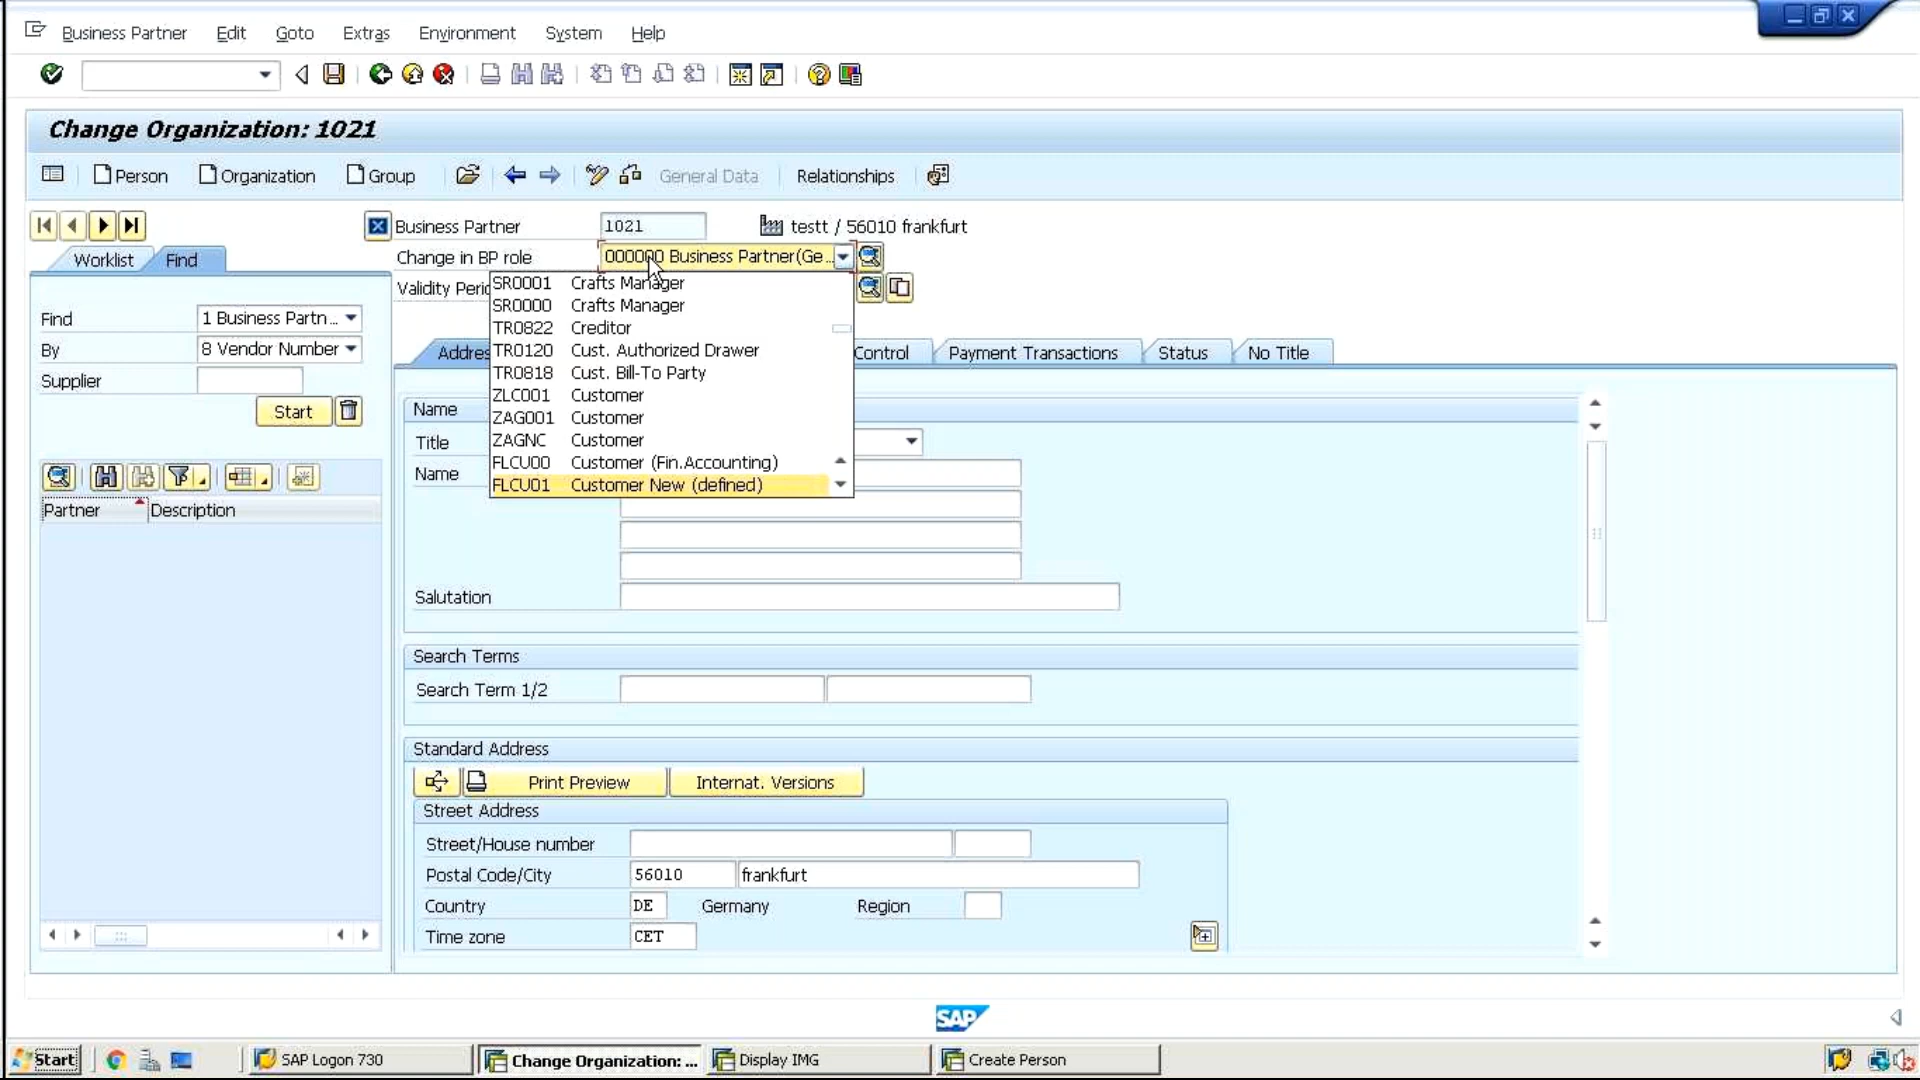 Business Partner Edit Goto Extras Environment System Help
Change Organization: 1021
Person Organization Group General Data Relationships
Business Partner 1021 testt / 56010 frankfurt
Worklist Find
Change in BP role 000000 Business Partner(Ge...
Validity Peri
SR0001 Crafts Manager
SR0000 Crafts Manager
TR0822 Creditor
TR0120 Cust. Authorized Drawer
TR0818 Cust. Bill-To Party
ZLC001 Customer
ZAG001 Customer
ZAGNC Customer
FLCU00 Customer (Fin.Accounting)
FLCU01 Customer New (defined)
Find 1 Business Partn...
By 8 Vendor Number
Supplier
Start
Partner Description
Addres Control Payment Transactions Status No Title
Name
Title
Name
Salutation
Search Terms
Search Term 1/2
Standard Address
Print Preview Internat. Versions
Street Address
Street/House number
Postal Code/City 56010 frankfurt
Country DE Germany Region
Time zone CET
SAP
Start SAP Logon 730 Change Organization: ... Display IMG Create Person